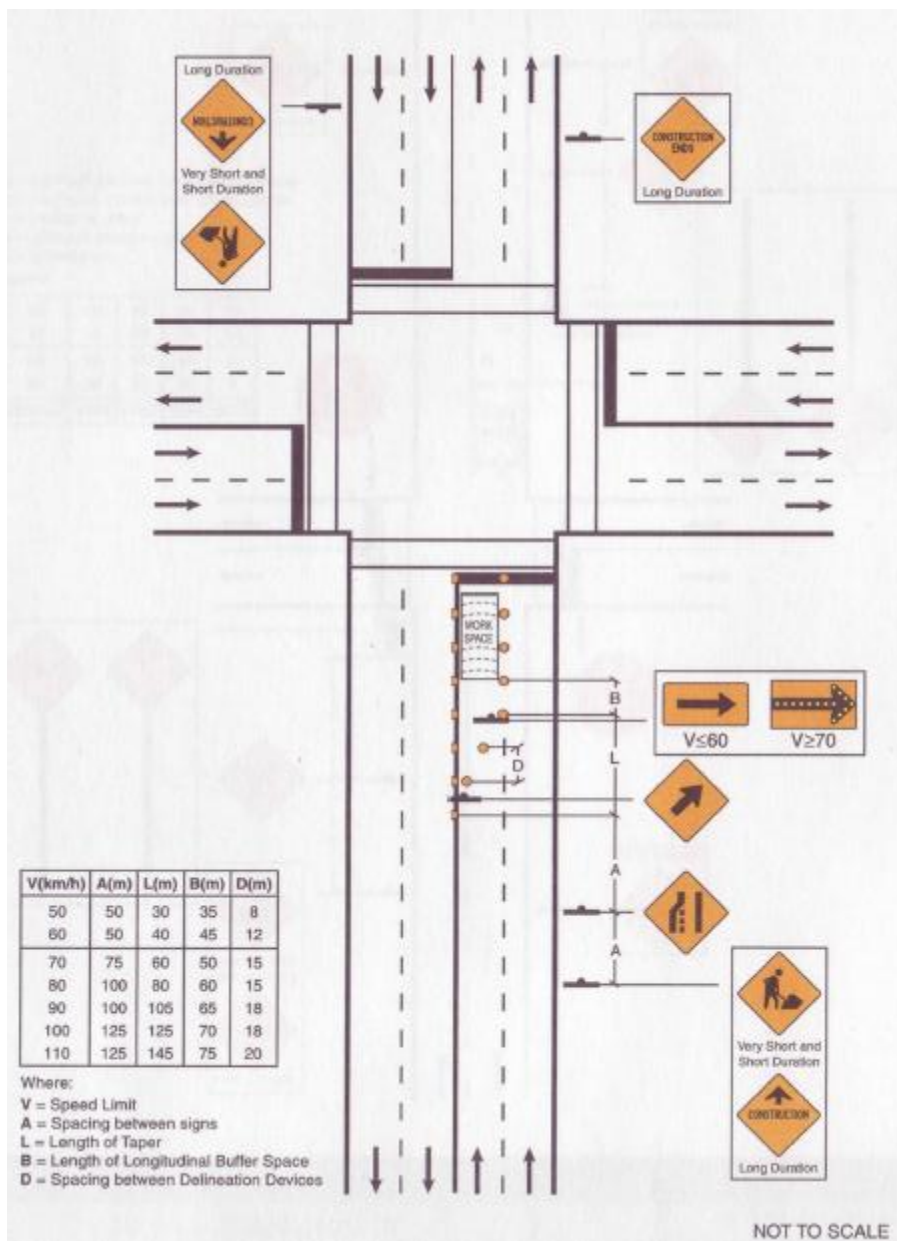 Long Duration
CONSTRUCTION
Very Short and
Short Duration
CONSTRUCTION
ENDS
Long Duration
WORK
SPACE
B
L
D
A
A
V≤60
V≥70
V(km/h) A(m) L(m) B(m) D(m)
50 50 30 35 8
60 50 40 45 12
70 75 60 50 15
80 100 80 60 15
90 100 105 65 18
100 125 125 70 18
110 125 145 75 20
Where:
V = Speed Limit
A = Spacing between signs
L = Length of Taper
B = Length of Longitudinal Buffer Space
D = Spacing between Delineation Devices
Very Short and
Short Duration
CONSTRUCTION
Long Duration
NOT TO SCALE